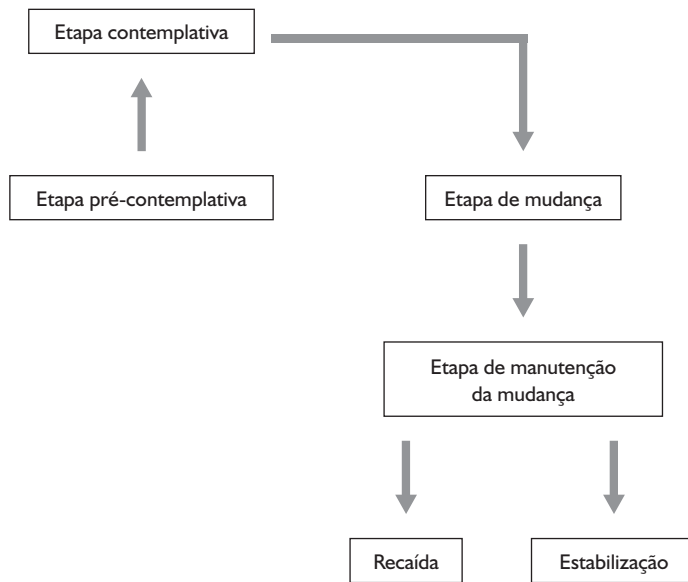 Etapa contemplativa
Etapa pré-contemplativa
Etapa de mudança
Etapa de manutenção
da mudança
Recaída
Estabilização